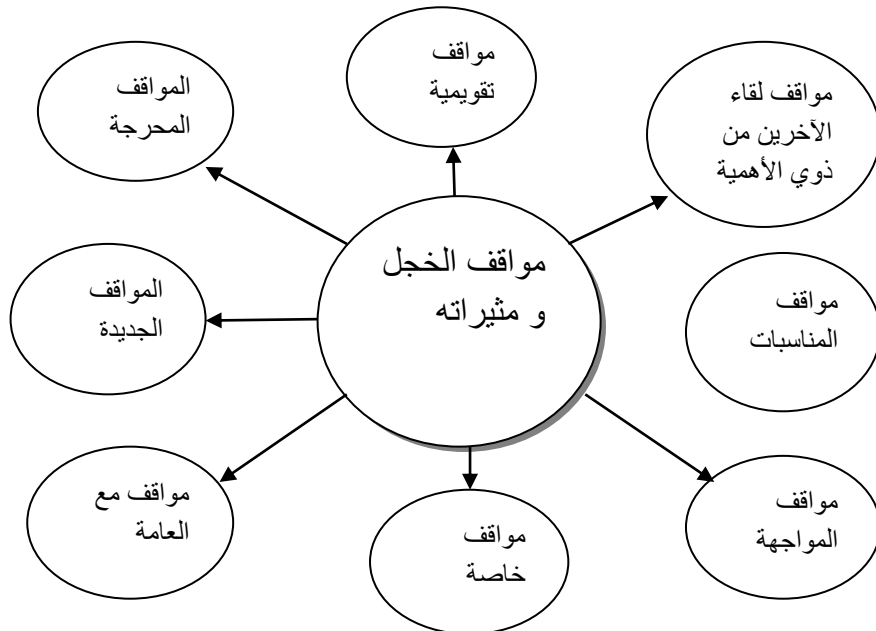 مواقف
تقويمية
المواقف
المحرجة
مواقف لقاء
الآخرين من
ذوي الأهمية
مواقف الخجل
و مثيراته
المواقف
الجديدة
مواقف
المناسبات
مواقف مع
العامة
مواقف
خاصة
مواقف
المواجهة